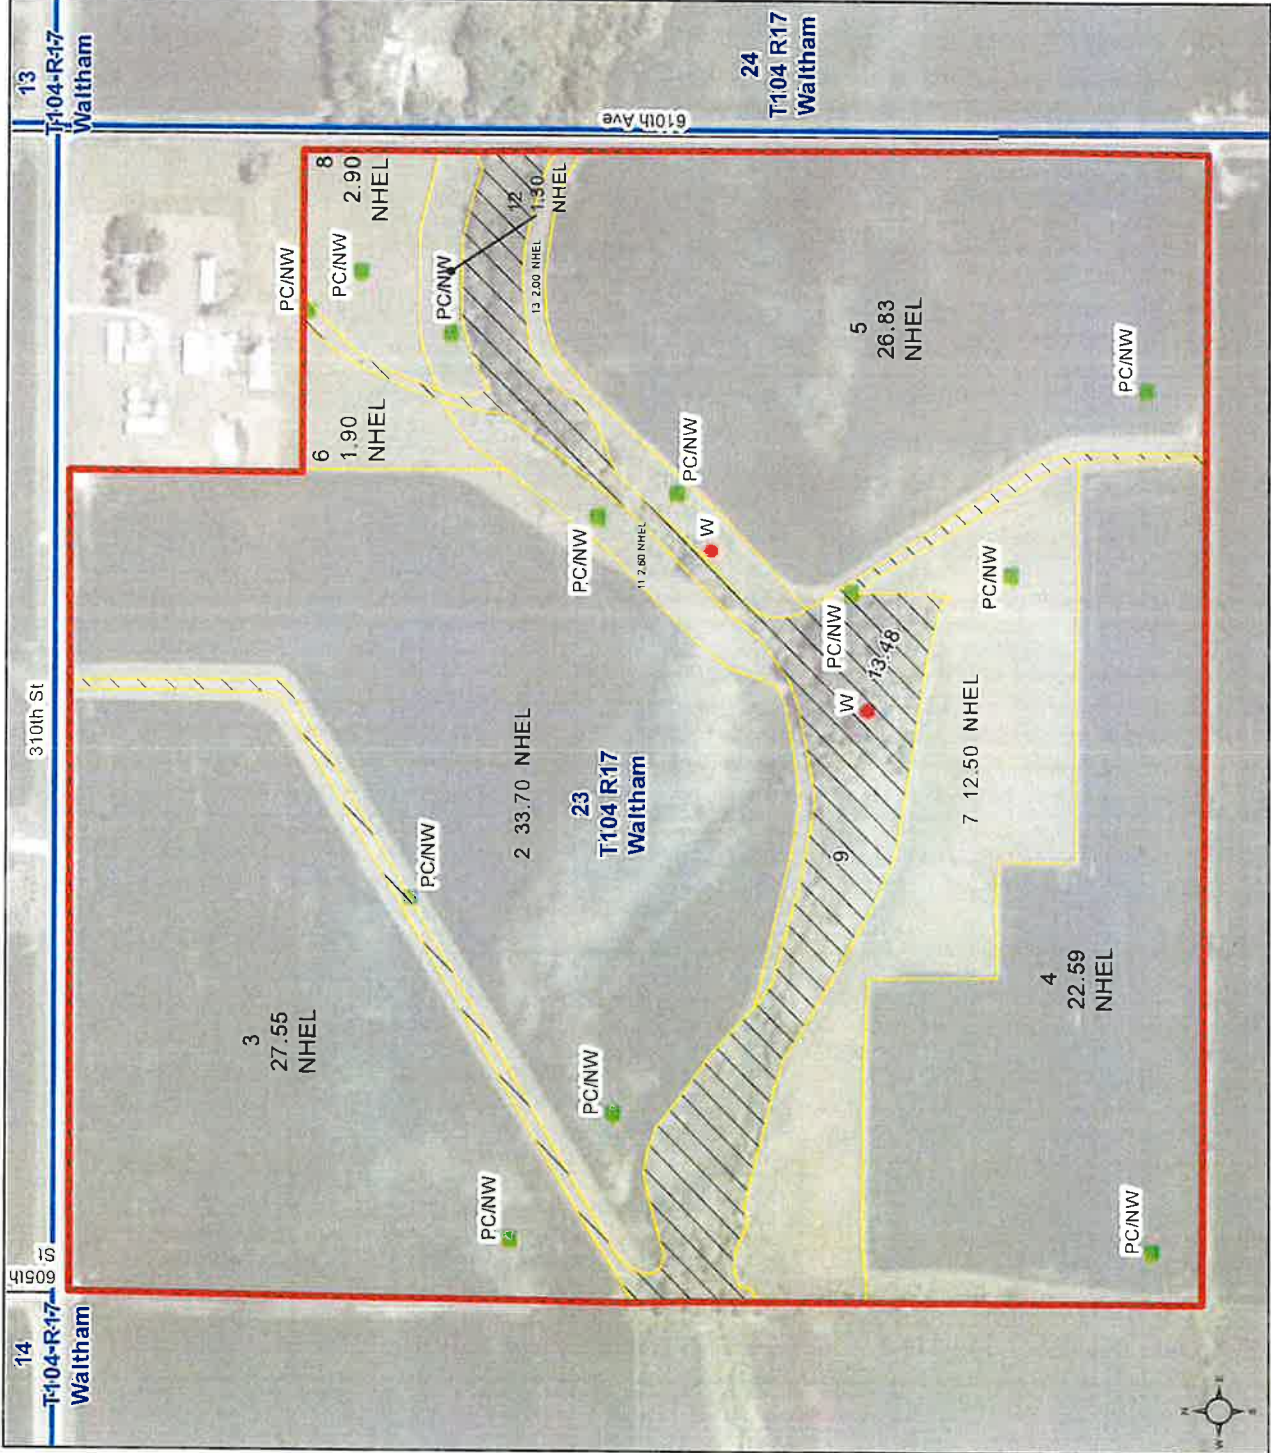 14
T104-R17
Waltham
605th
St
310th St
13
T104-R-17
Waltham
610th Ave
24
T104 R17
Waltham
3
27.55
NHEL
PC/NW
PC/NW
PC/NW
2 33.70 NHEL
23
T104 R17
Waltham
6
1.90
NHEL
PC/NW
PC/NW
8
2.90
NHEL
PC/NW
12
1.30
NHEL
13 2.00 NHEL
PC/NW
11 2.60 NHEL
PC/NW
W
5
26.83
NHEL
PC/NW
PC/NW
13.48
W
9
PC/NW
7 12.50 NHEL
4
22.59
NHEL
PC/NW
N
W
E
S